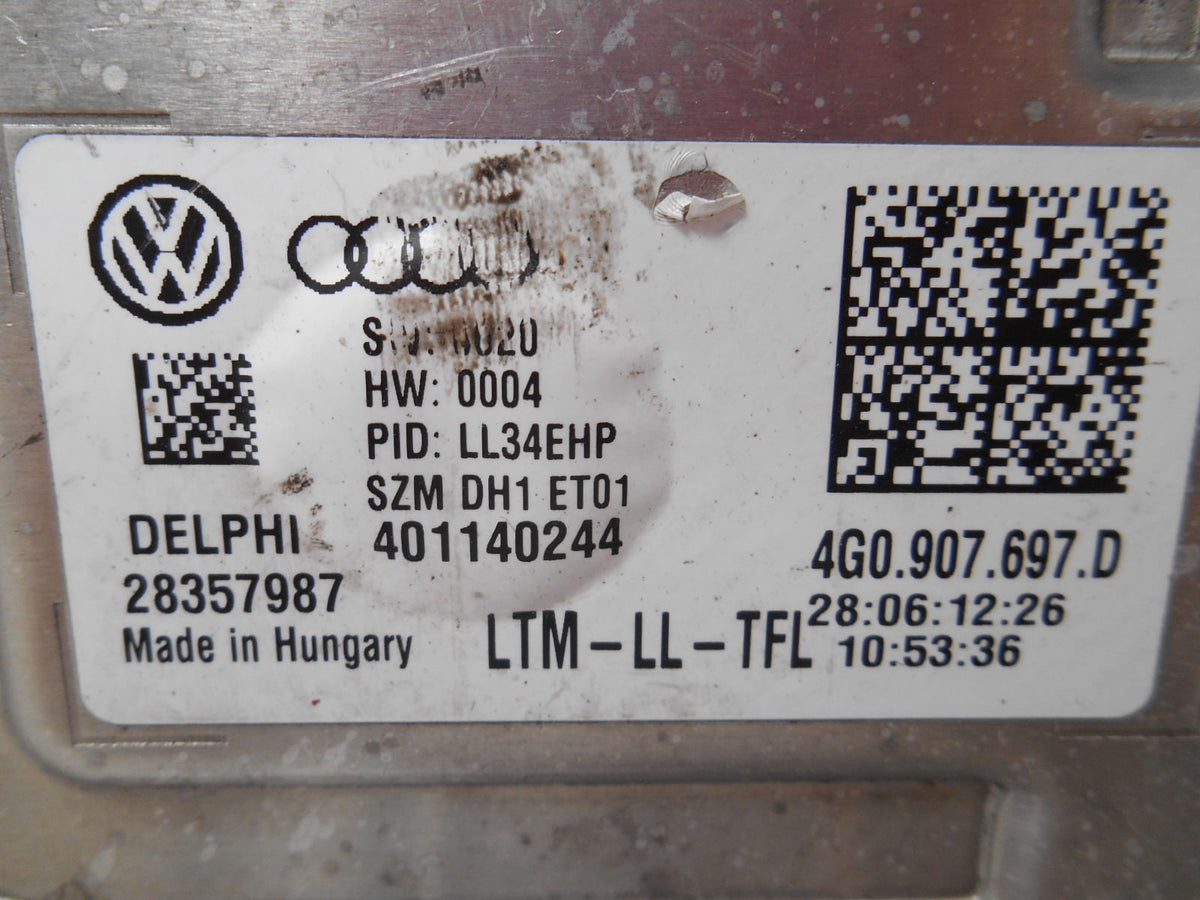 HW: 0004
PID: LL34EHP
SZM DH1 ET01
401140244
DELPHI
28357987
Made in Hungary
LTM-LL-TFL
4G0.907.697.D
28:06:12:26
10:53:36